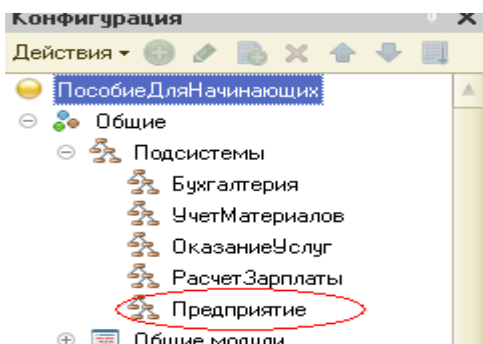 Конфигурация
Действия
ПособиеДляНачинающих
Общие
Подсистемы
Бухгалтерия
УчетМатериалов
ОказаниеУслуг
РасчетЗарплаты
Предприятие
Общие модули